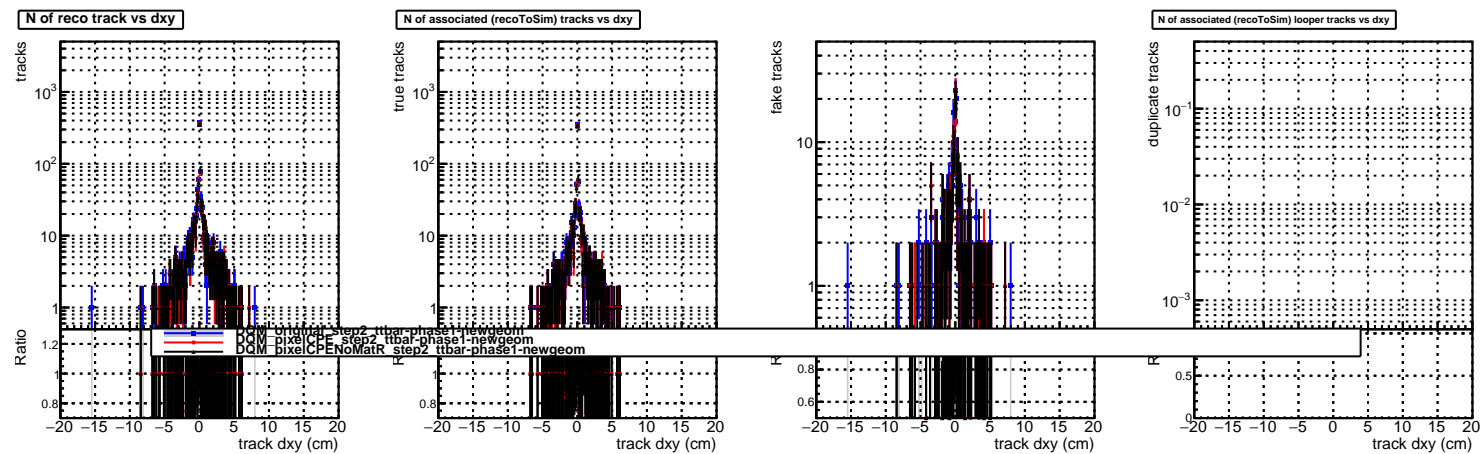 N of reco track vs dxy
N of associated (recoToSim) tracks vs dxy
N of associated (recoToSim) looper tracks vs dxy
tracks
10³
10²
10
1
Ratio
1.2
1
0.8
−20 −15 −10 −5 0 5 10 15 20
track dxy (cm)
true tracks
10³
10²
10
1
1
0.8
−20 −15 −10 −5 0 5 10 15 20
track dxy (cm)
fake tracks
10
1
0.8
0.6
−20 −15 −10 −5 0 5 10 15 20
track dxy (cm)
duplicate tracks
10⁻¹
10⁻²
10⁻³
0.5
0
−20 −15 −10 −5 0 5 10 15 20
track dxy (cm)
DQM_original_step2_ttbar-phase1-newgeom
DQM_pixelCPE_step2_ttbar-phase1-newgeom
DQM_pixelCPENoMatR_step2_ttbar-phase1-newgeom